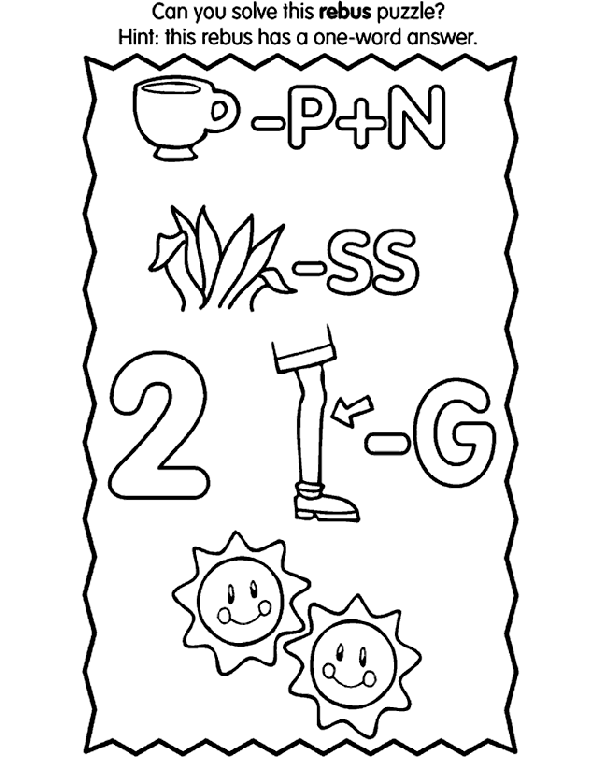 Can you solve this rebus puzzle?
Hint: this rebus has a one-word answer.
-P+N
-SS
2 -G